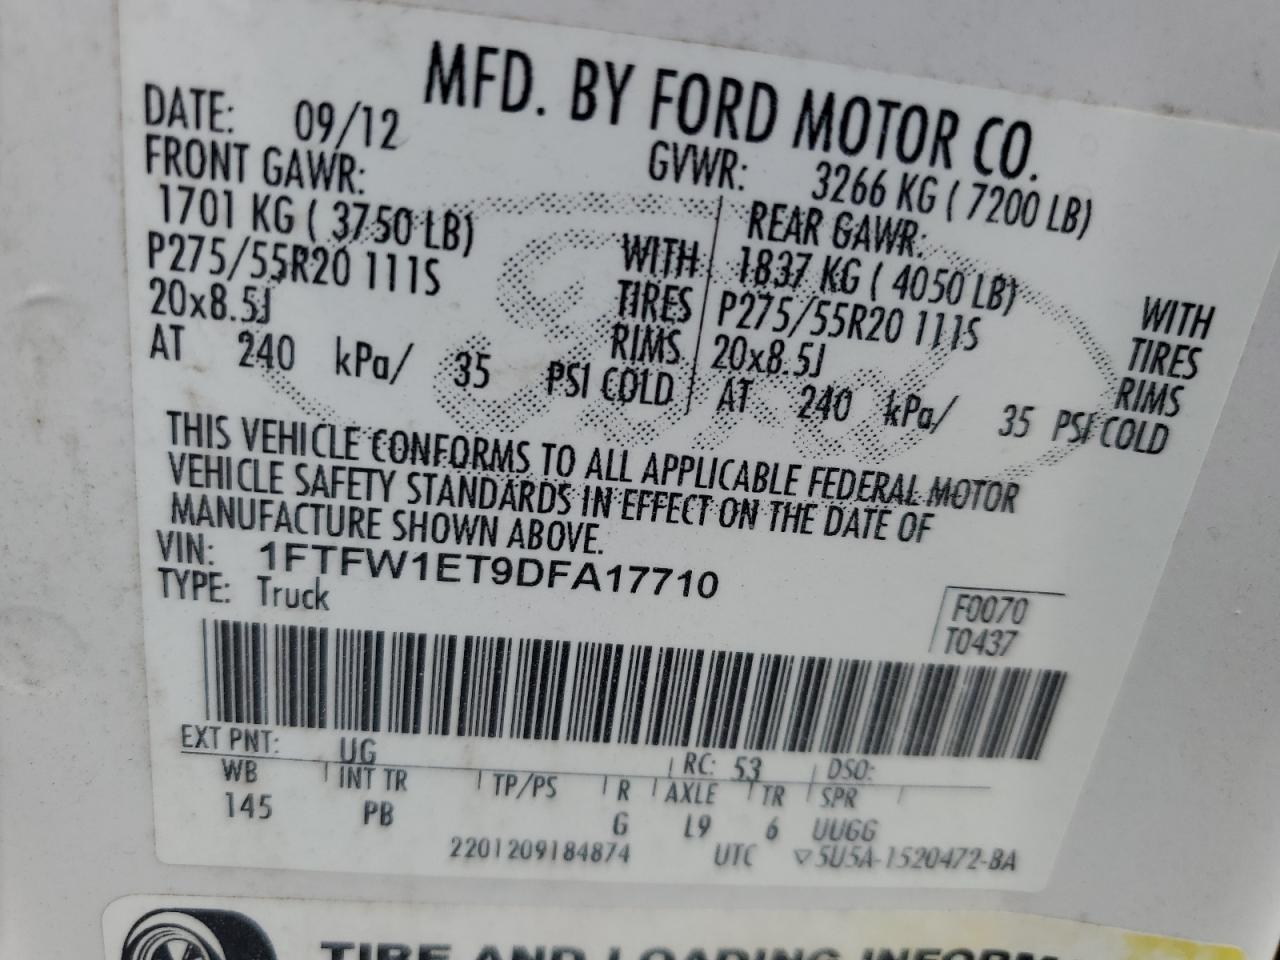 MFD. BY FORD MOTOR CO.
DATE: 09/12 GVWR: 3266 KG ( 7200 LB)
FRONT GAWR: REAR GAWR:
1701 KG ( 3750 LB) WITH 1837 KG ( 4050 LB) WITH
P275/55R20 111S TIRES P275/55R20 111S TIRES
20x8.5J RIMS 20x8.5J RIMS
AT 240 kPa/ 35 PSI COLD AT 240 kPa/ 35 PSI COLD
THIS VEHICLE CONFORMS TO ALL APPLICABLE FEDERAL MOTOR
VEHICLE SAFETY STANDARDS IN EFFECT ON THE DATE OF
MANUFACTURE SHOWN ABOVE.
VIN: 1FTFW1ET9DFA17710
TYPE: Truck
F0070
T0437
EXT PNT: UG RC: 53 DSO:
WB INT TR TP/PS R AXLE TR SPR
145 PB G L9 6 UUGG
2201209184874 UTC ▽5U5A-1520472-BA
TIRE AND LOADING INFORM